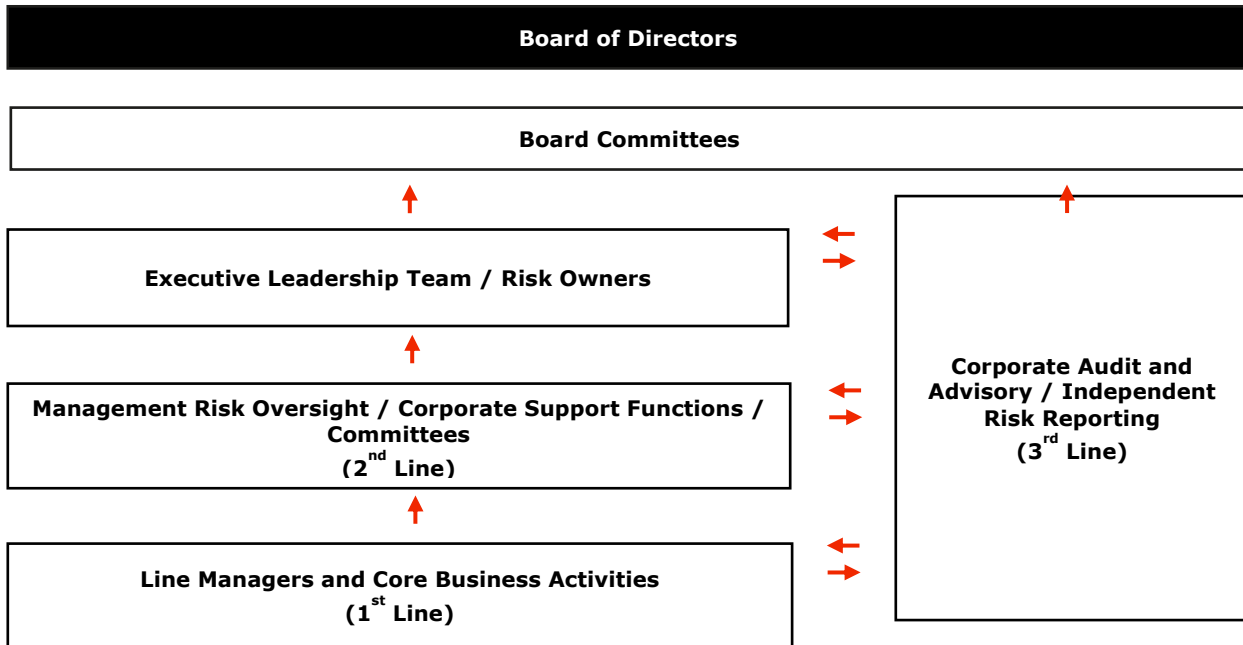 Board of Directors
Board Committees
Executive Leadership Team / Risk Owners
Management Risk Oversight / Corporate Support Functions /
Committees
(2nd Line)
Line Managers and Core Business Activities
(1st Line)
Corporate Audit and
Advisory / Independent
Risk Reporting
(3rd Line)